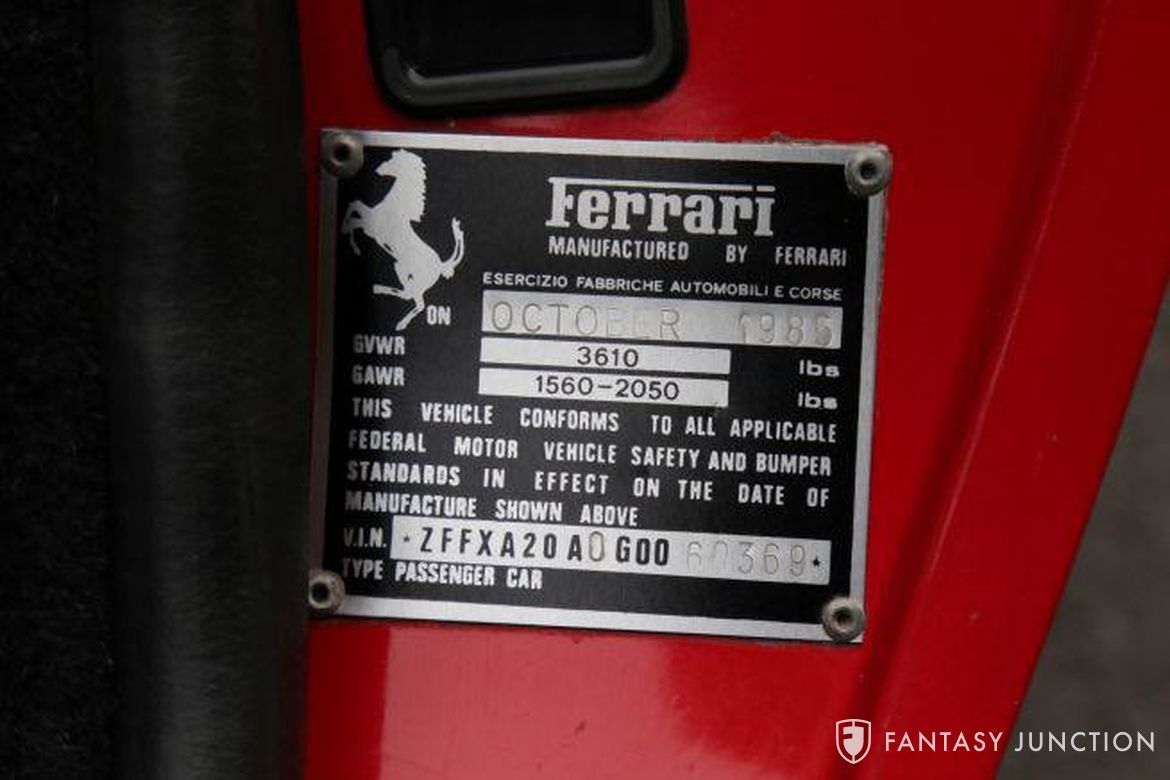 Ferrari
MANUFACTURED BY FERRARI
ESERCIZIO FABBRICHE AUTOMOBILI E CORSE
ON OCTOBER 1985
GVWR 3610 lbs
GAWR 1560-2050 lbs
THIS VEHICLE CONFORMS TO ALL APPLICABLE
FEDERAL MOTOR VEHICLE SAFETY AND BUMPER
STANDARDS IN EFFECT ON THE DATE OF
MANUFACTURE SHOWN ABOVE
V.I.N. *ZFFXA20A0G0060369*
TYPE PASSENGER CAR
FANTASY JUNCTION